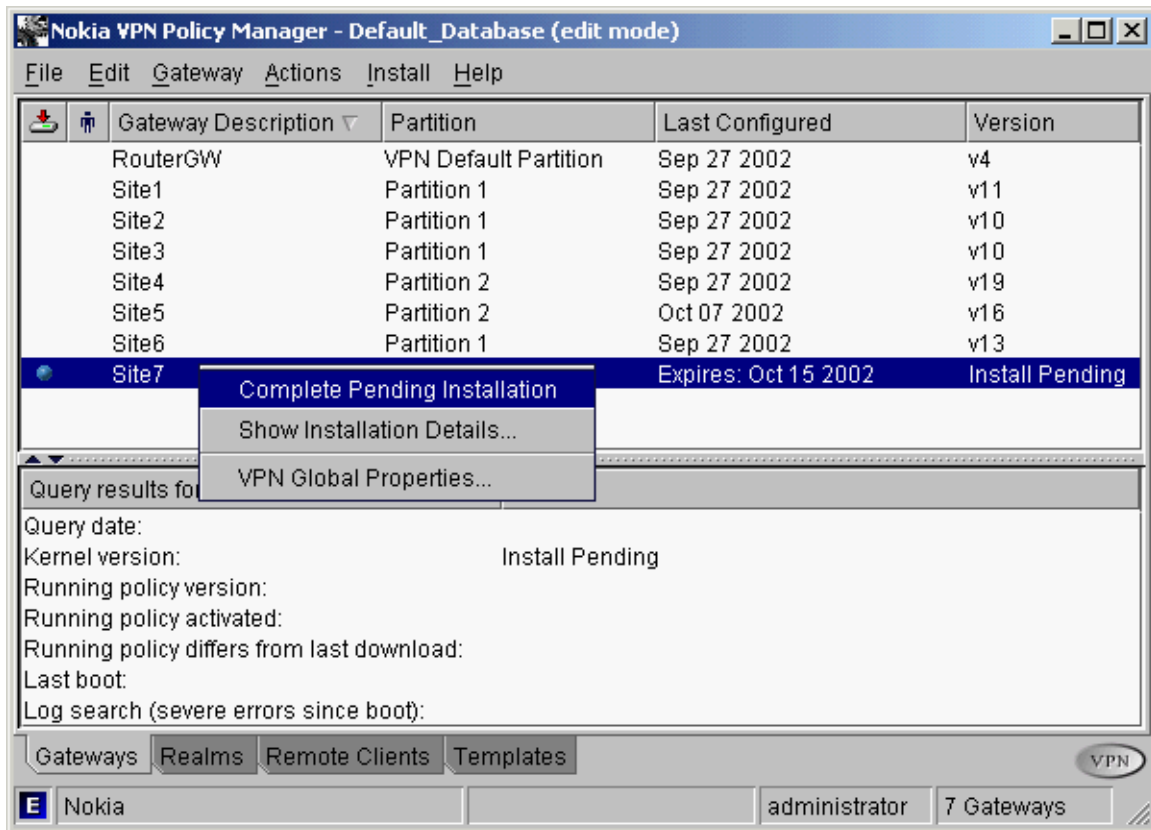 Nokia VPN Policy Manager - Default_Database (edit mode)
File Edit Gateway Actions Install Help
Gateway Description Partition Last Configured Version
RouterGW VPN Default Partition Sep 27 2002 v4
Site1 Partition 1 Sep 27 2002 v11
Site2 Partition 1 Sep 27 2002 v10
Site3 Partition 1 Sep 27 2002 v10
Site4 Partition 2 Sep 27 2002 v19
Site5 Partition 2 Oct 07 2002 v16
Site6 Partition 1 Sep 27 2002 v13
Site7 Expires: Oct 15 2002 Install Pending
Complete Pending Installation
Show Installation Details...
VPN Global Properties...
Query results for
Query date:
Kernel version: Install Pending
Running policy version:
Running policy activated:
Running policy differs from last download:
Last boot:
Log search (severe errors since boot):
Gateways Realms Remote Clients Templates VPN
E Nokia administrator 7 Gateways